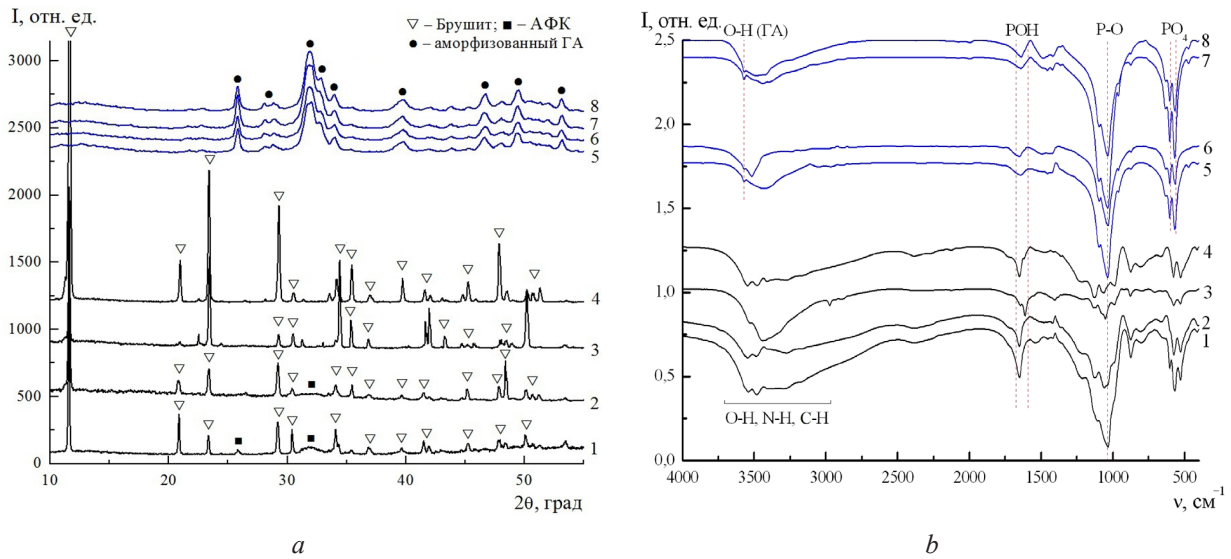 I, отн. ед.
▽ – Брушит; ■ – АФК
● – аморфизованный ГА
3000
2500
2000
1500
1000
500
0
8
7
6
5
4
3
2
1
10 20 30 40 50
2θ, град
a
I, отн. ед.
O-H (ГА) POH P-O PO4
2,5
2,0
1,5
1,0
0,5
0,0
8
7
6
5
4
3
2
1
O-H, N-H, C-H
4000 3500 3000 2500 2000 1500 1000 500
ν, см⁻¹
b